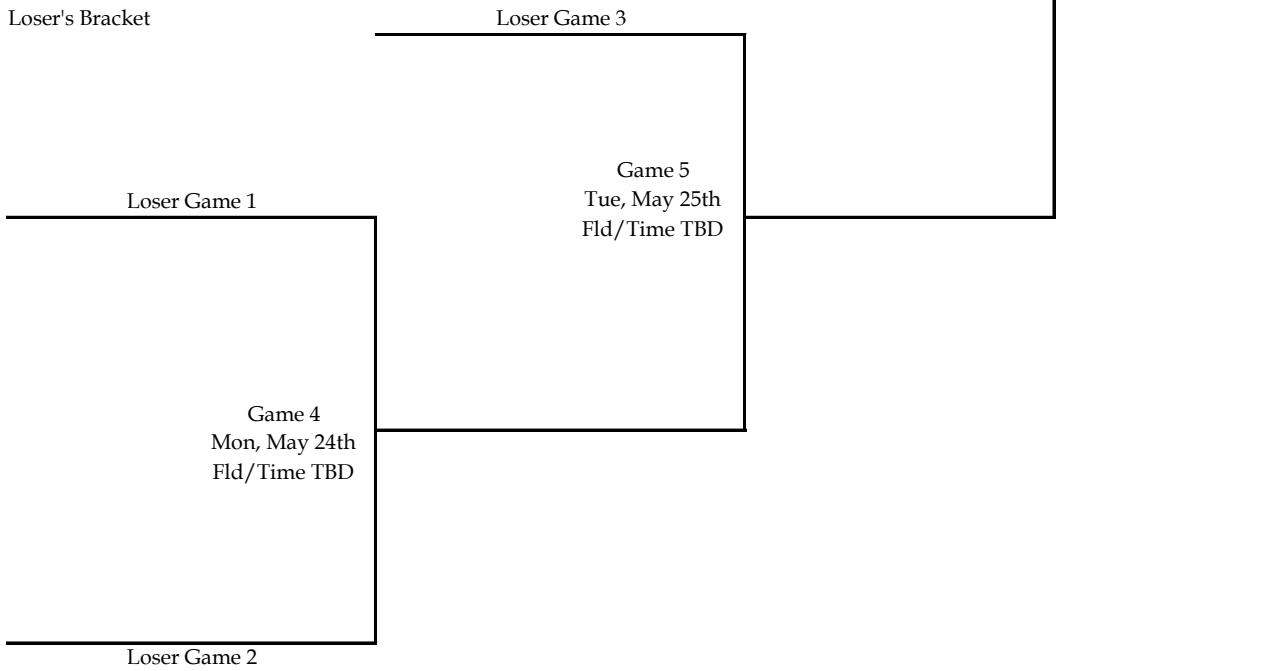 Loser's Bracket
Loser Game 3
Game 5
Tue, May 25th
Fld/Time TBD
Loser Game 1
Game 4
Mon, May 24th
Fld/Time TBD
Loser Game 2